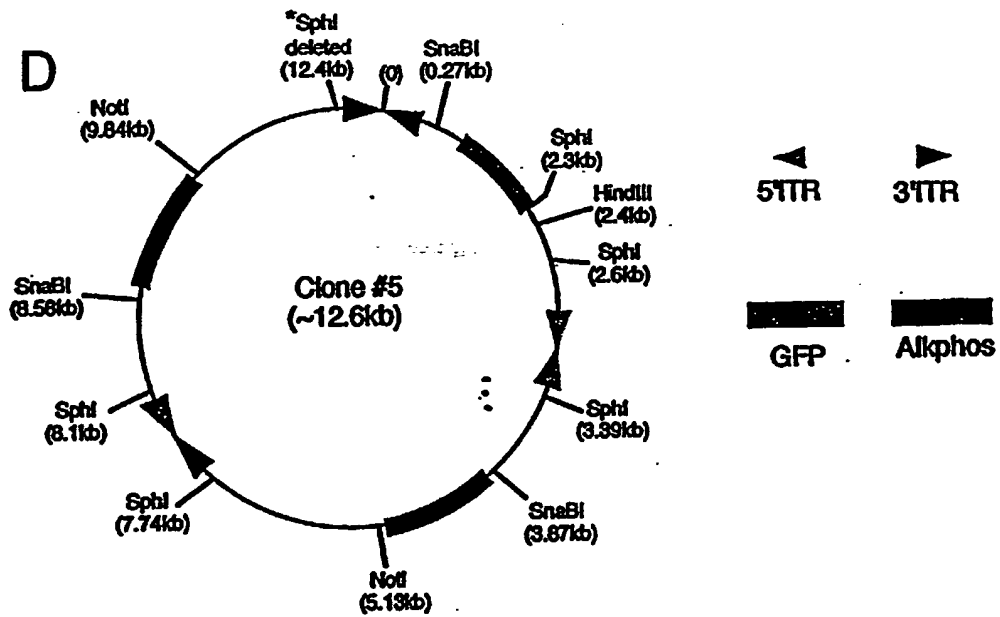 D
*SphI
deleted
(12.4kb)
(0)
SnaBI
(0.27kb)
NotI
(9.84kb)
SphI
(2.3kb)
HindIII
(2.4kb)
SphI
(2.6kb)
5'ITR
3'ITR
SnaBI
(8.58kb)
Clone #5
(~12.6kb)
GFP
Alkphos
SphI
(8.1kb)
SphI
(3.39kb)
SphI
(7.74kb)
SnaBI
(3.87kb)
NotI
(5.13kb)